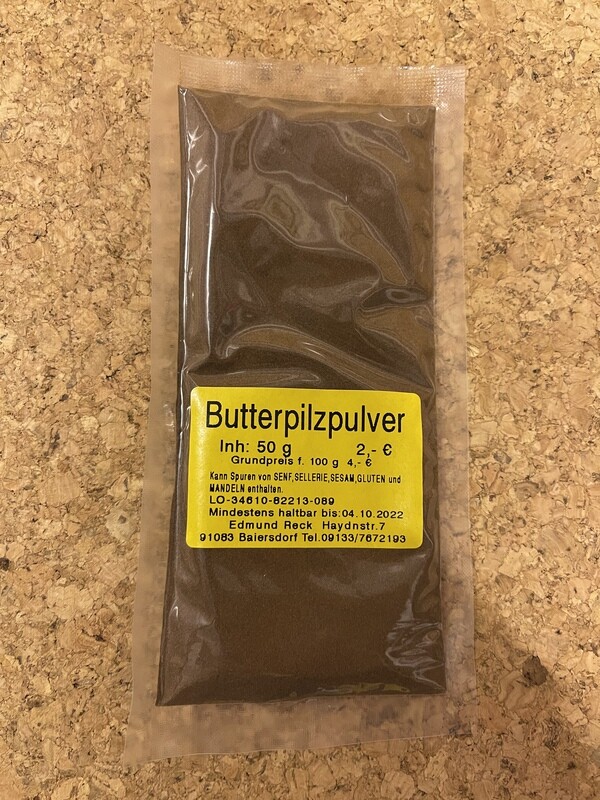 Butterpilzpulver
Inh: 50 g 2,- €
Grundpreis f. 100 g 4,- €
Kann Spuren von SENF,SELLERIE,SESAM,GLUTEN und
MANDELN enthalten.
LO-34610-82213-089
Mindestens haltbar bis:04.10.2022
Edmund Reck Haydnstr.7
91083 Baiersdorf Tel.09133/7672193